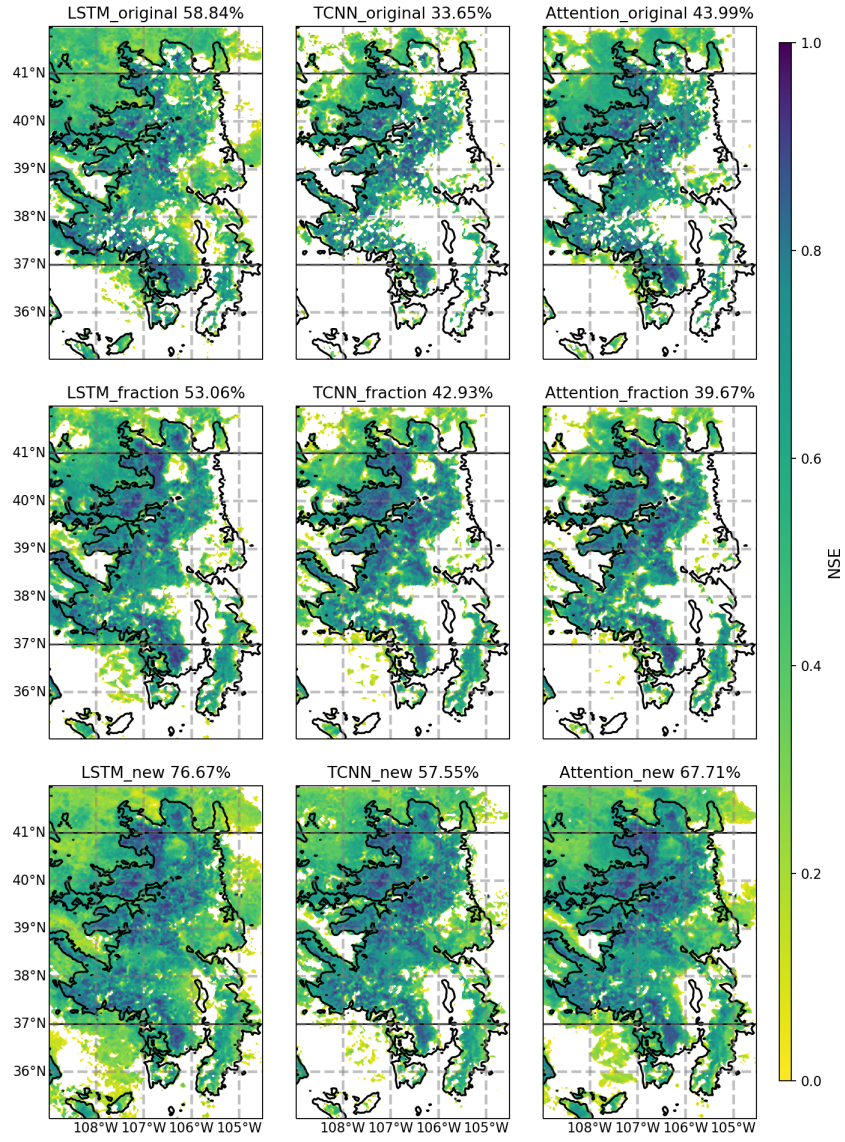 LSTM_original 58.84% TCNN_original 33.65% Attention_original 43.99%
41°N
40°N
39°N
38°N
37°N
36°N
LSTM_fraction 53.06% TCNN_fraction 42.93% Attention_fraction 39.67%
41°N
40°N
39°N
38°N
37°N
36°N
LSTM_new 76.67% TCNN_new 57.55% Attention_new 67.71%
41°N
40°N
39°N
38°N
37°N
36°N
108°W 107°W 106°W 105°W 108°W 107°W 106°W 105°W 108°W 107°W 106°W 105°W
1.0
0.8
0.6
0.4
0.2
0.0
NSE